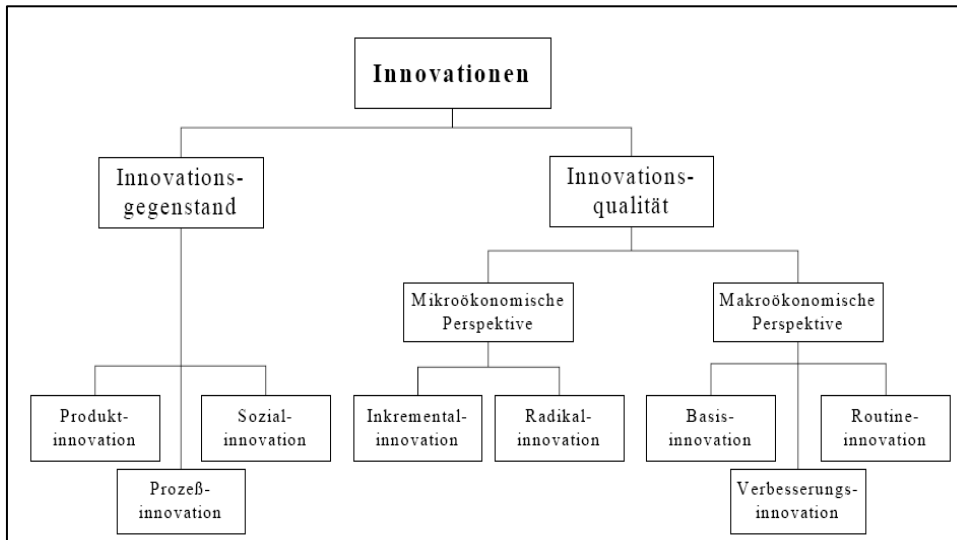 Innovationen
Innovations-
gegenstand
Innovations-
qualität
Mikroökonomische
Perspektive
Makroökonomische
Perspektive
Produkt-
innovation
Sozial-
innovation
Inkremental-
innovation
Radikal-
innovation
Basis-
innovation
Routine-
innovation
Prozeß-
innovation
Verbesserungs-
innovation